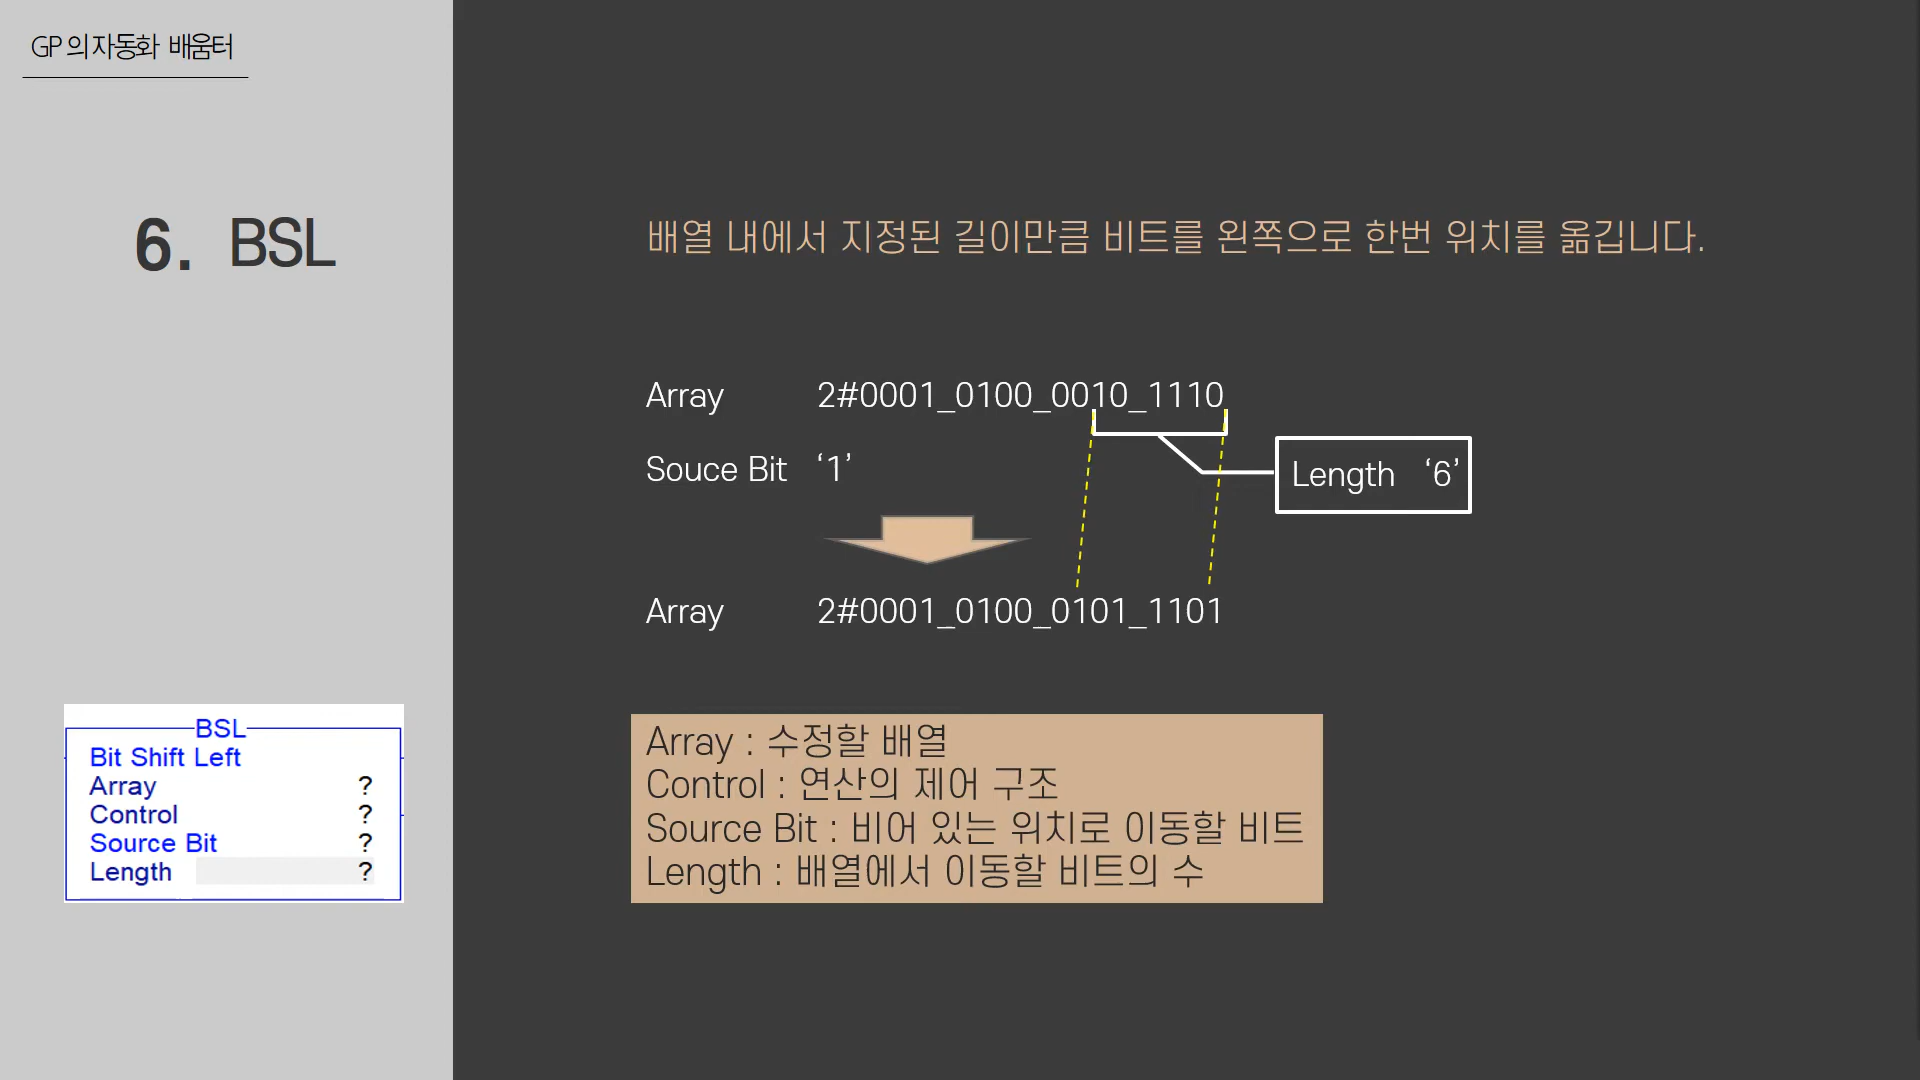 GP의 자동화 배움터
6. BSL
배열 내에서 지정된 길이만큼 비트를 왼쪽으로 한번 위치를 옮깁니다.
Array 2#0001_0100_0010_1110
Souce Bit ‘1’
Length ‘6’
Array 2#0001_0100_0101_1101
BSL
Bit Shift Left
Array ?
Control ?
Source Bit ?
Length ?
Array : 수정할 배열
Control : 연산의 제어 구조
Source Bit : 비어 있는 위치로 이동할 비트
Length : 배열에서 이동할 비트의 수